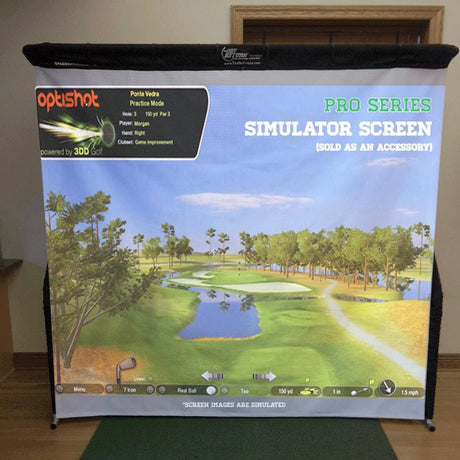 optishot
powered by 3DD Golf
Ponte Vedra
Practice Mode
Hole: 3 150 yd Par 3
Player: Morgan
Hand: Right
Clubset: Game Improvement
PRO SERIES
SIMULATOR SCREEN
(SOLD AS AN ACCESSORY)
Lower
Menu 7 Iron Real Ball Tee 150 yd 1 in 1.5 mph
*SCREEN IMAGES ARE SIMULATED